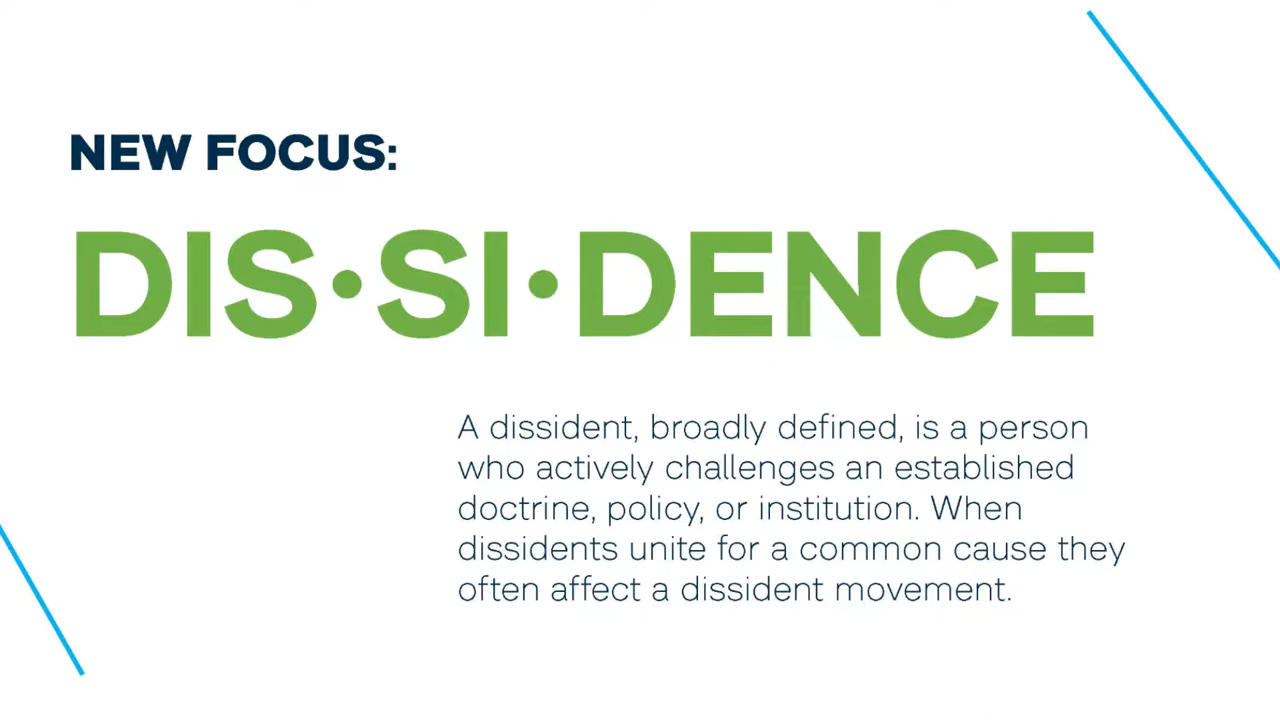 NEW FOCUS:
DIS•SI•DENCE
A dissident, broadly defined, is a person
who actively challenges an established
doctrine, policy, or institution. When
dissidents unite for a common cause they
often affect a dissident movement.